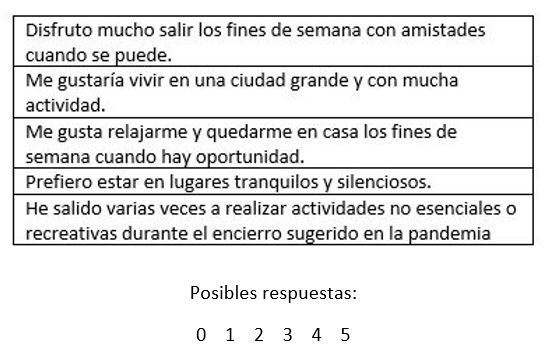 Disfruto mucho salir los fines de semana con amistades
cuando se puede.
Me gustaría vivir en una ciudad grande y con mucha
actividad.
Me gusta relajarme y quedarme en casa los fines de
semana cuando hay oportunidad.
Prefiero estar en lugares tranquilos y silenciosos.
He salido varias veces a realizar actividades no esenciales o
recreativas durante el encierro sugerido en la pandemia
Posibles respuestas:
0 1 2 3 4 5